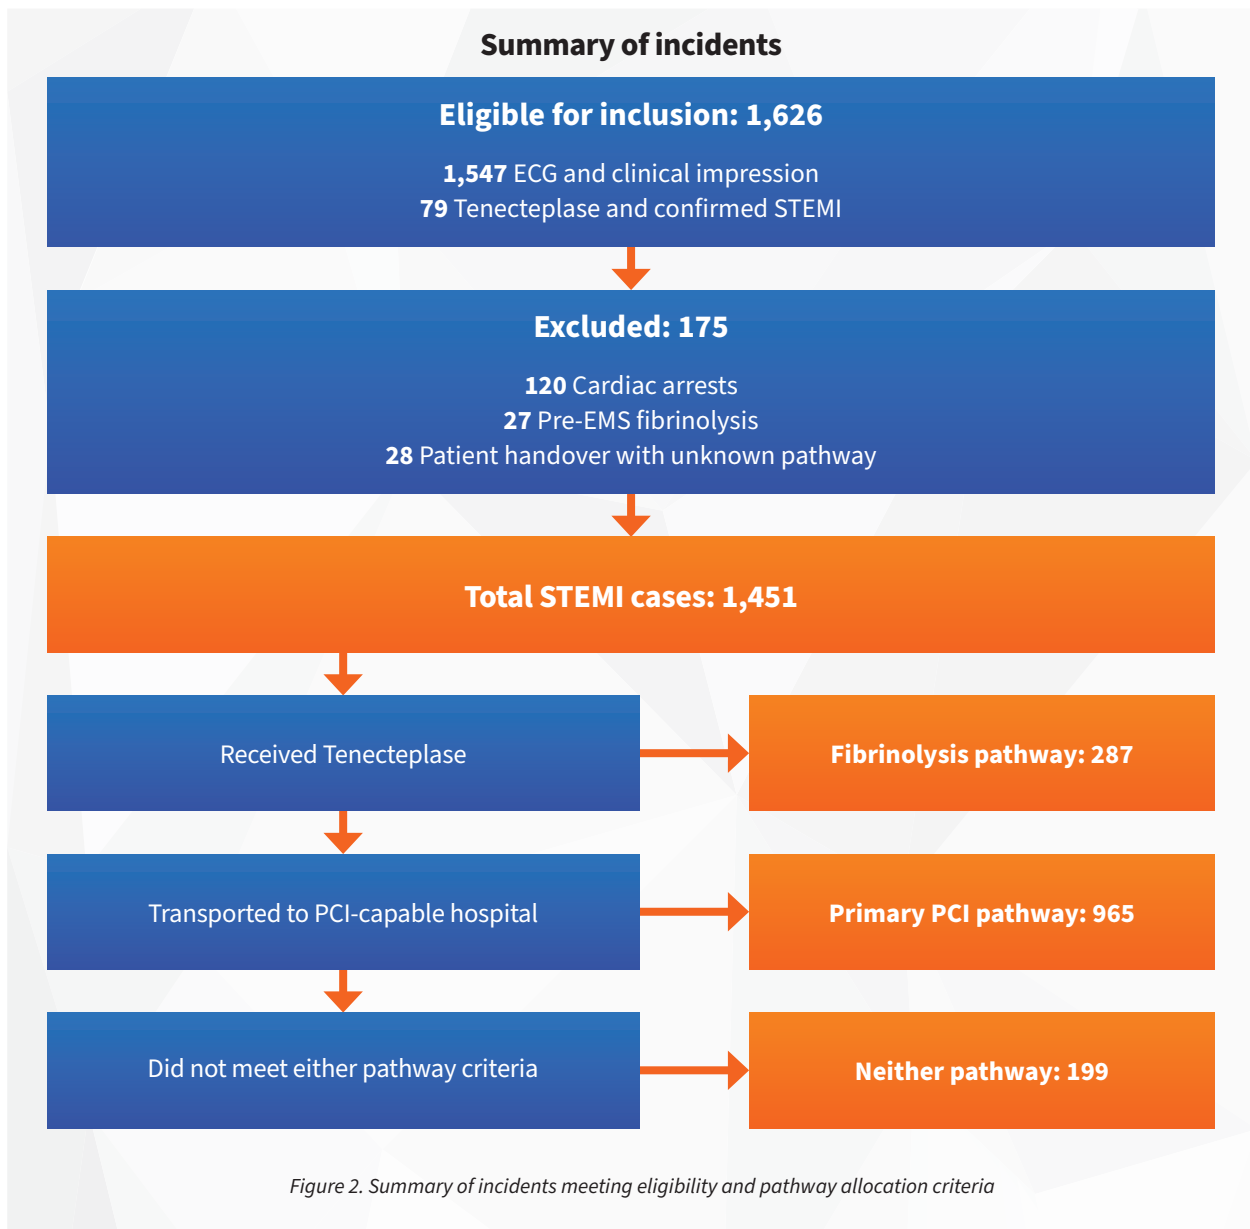 Summary of incidents
Eligible for inclusion: 1,626
1,547 ECG and clinical impression
79 Tenecteplase and confirmed STEMI
Excluded: 175
120 Cardiac arrests
27 Pre-EMS fibrinolysis
28 Patient handover with unknown pathway
Total STEMI cases: 1,451
Received Tenecteplase
Fibrinolysis pathway: 287
Transported to PCI-capable hospital
Primary PCI pathway: 965
Did not meet either pathway criteria
Neither pathway: 199
Figure 2. Summary of incidents meeting eligibility and pathway allocation criteria